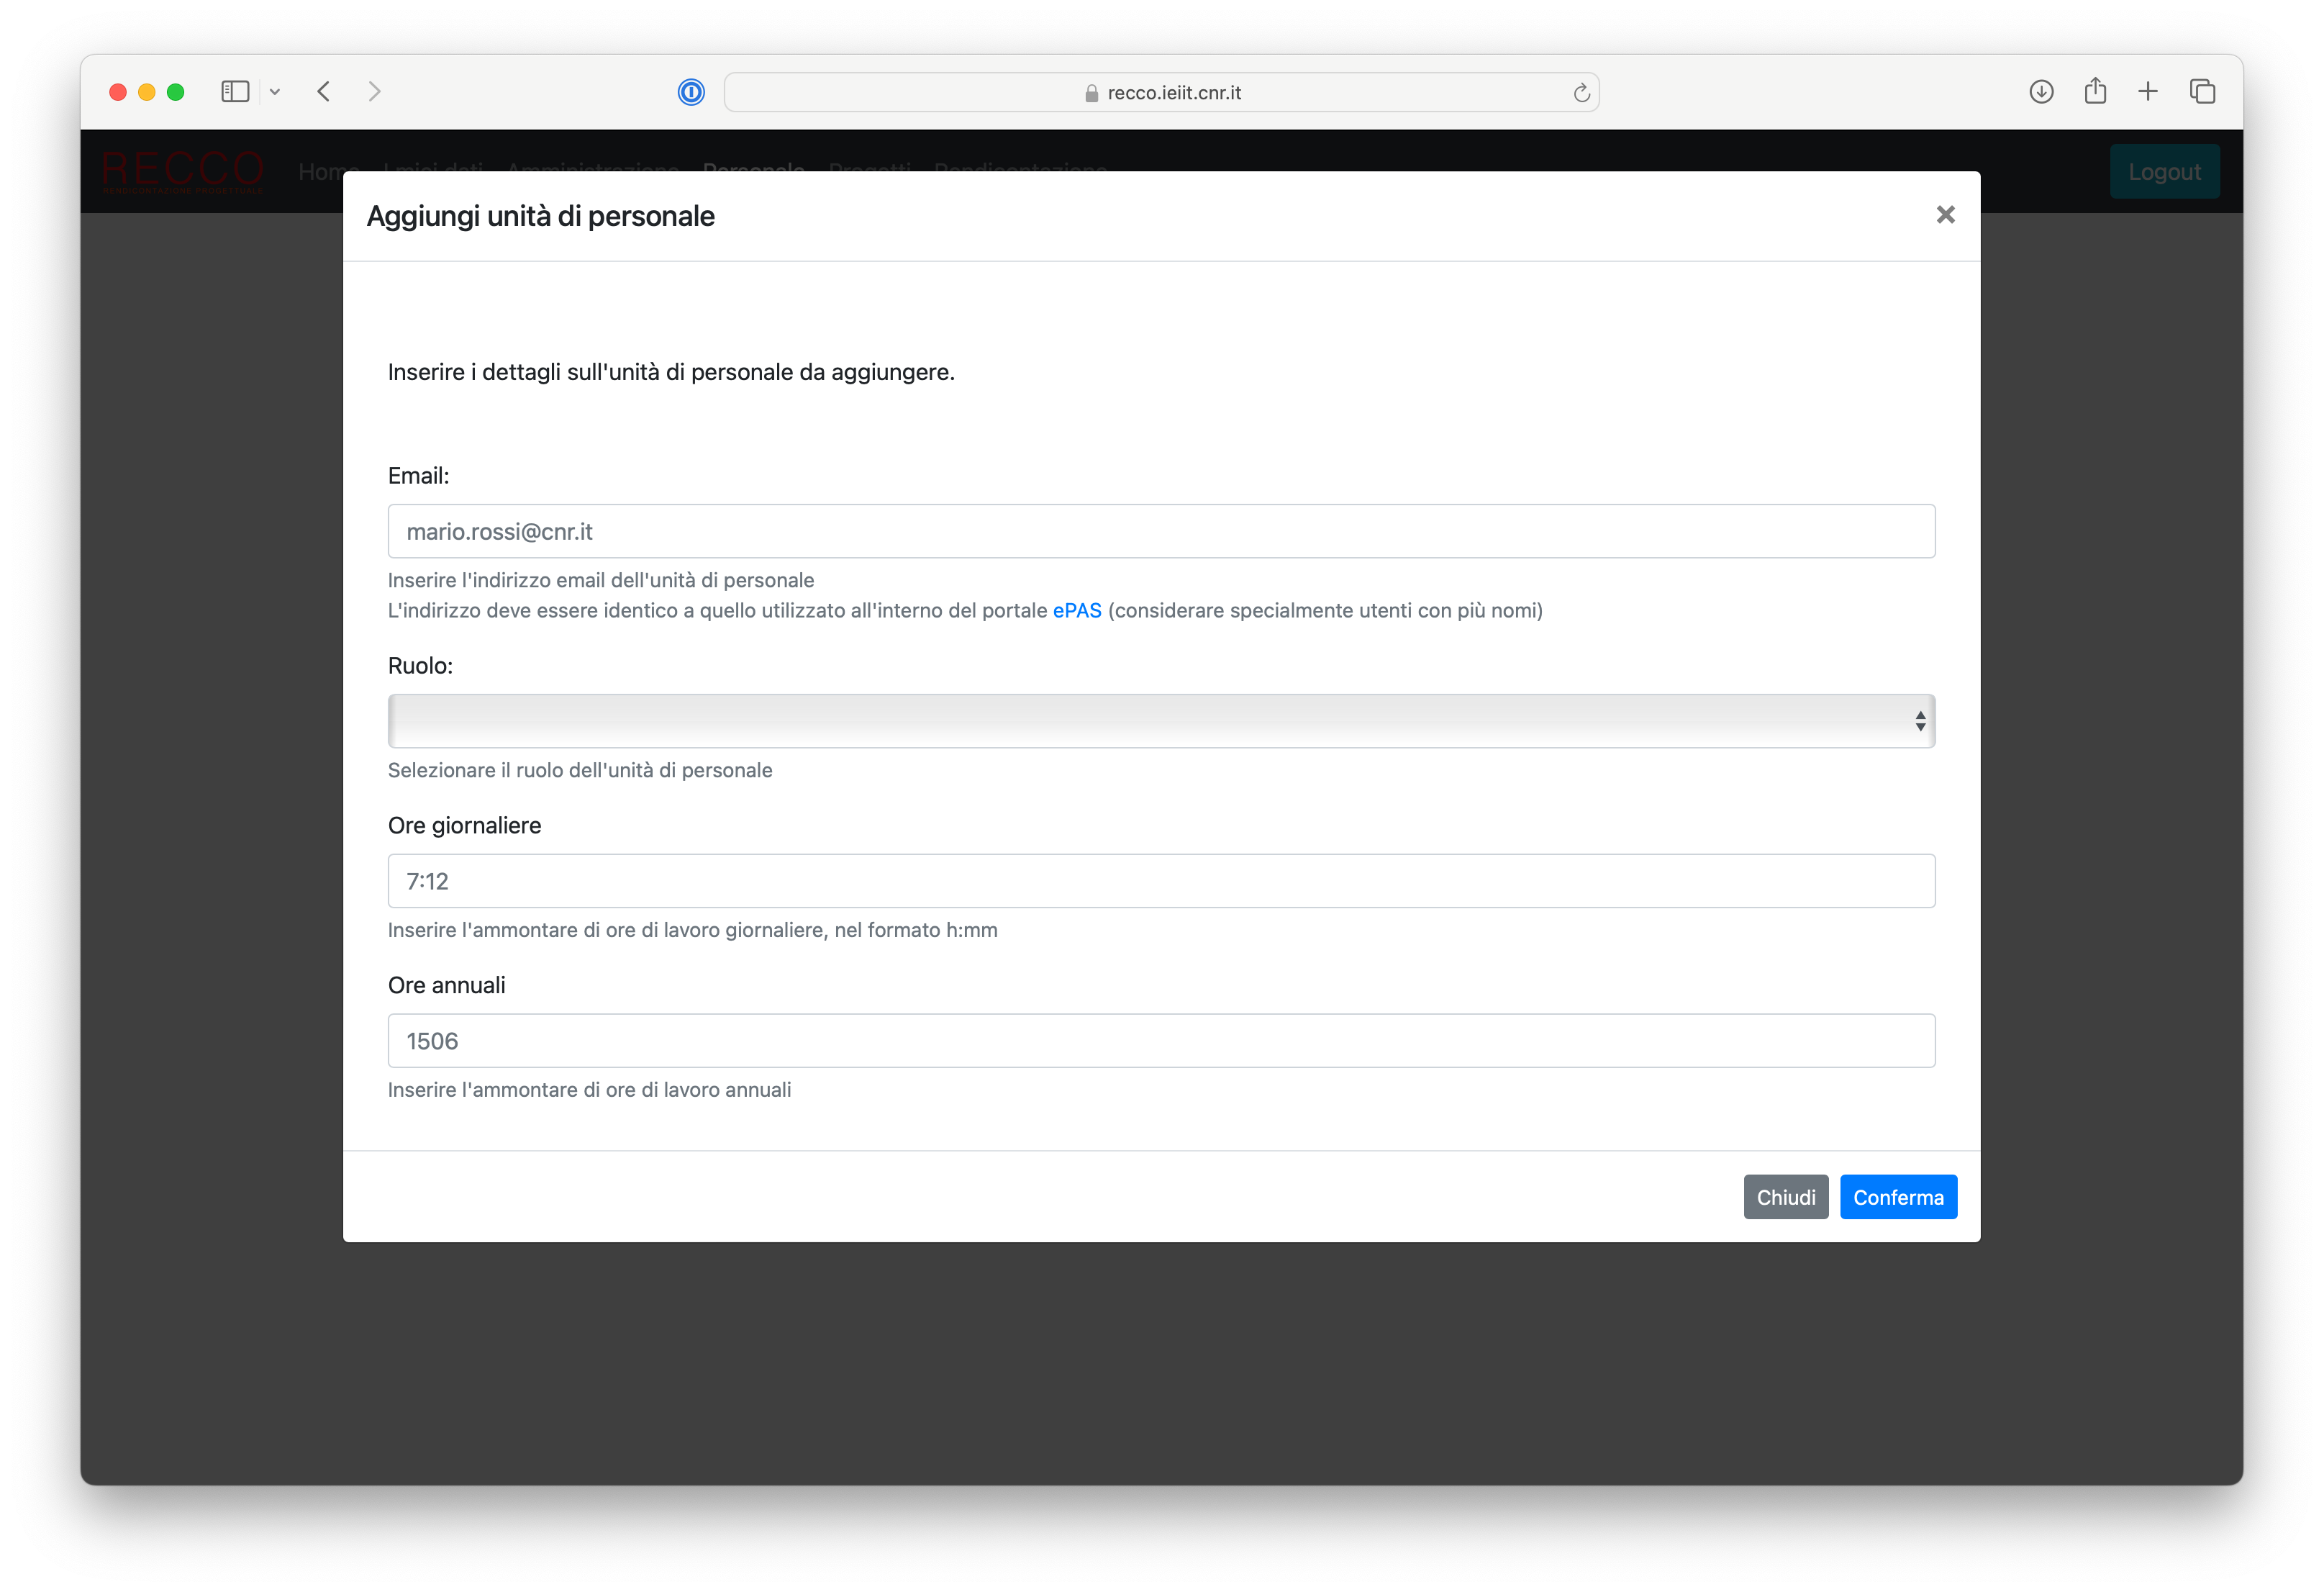 recco.ieiit.cnr.it
RECCO
RENDICONTAZIONE PROGETTUALE
Home I miei dati Amministrazione Personale Progetti Rendicontazione
Logout
Aggiungi unità di personale
Inserire i dettagli sull'unità di personale da aggiungere.
Email:
mario.rossi@cnr.it
Inserire l'indirizzo email dell'unità di personale
L'indirizzo deve essere identico a quello utilizzato all'interno del portale ePAS (considerare specialmente utenti con più nomi)
Ruolo:
Selezionare il ruolo dell'unità di personale
Ore giornaliere
7:12
Inserire l'ammontare di ore di lavoro giornaliere, nel formato h:mm
Ore annuali
1506
Inserire l'ammontare di ore di lavoro annuali
Chiudi
Conferma